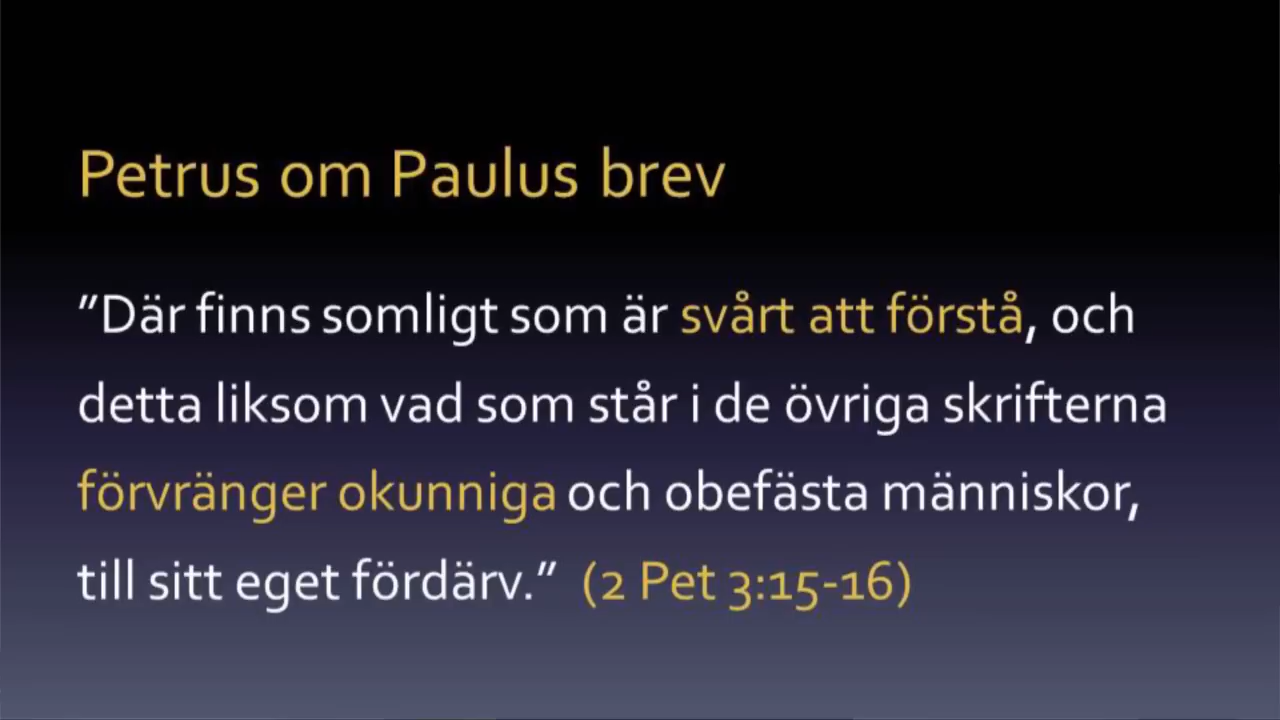 Petrus om Paulus brev
”Där finns somligt som är svårt att förstå, och
detta liksom vad som står i de övriga skrifterna
förvränger okunniga och obefästa människor,
till sitt eget fördärv.” (2 Pet 3:15-16)